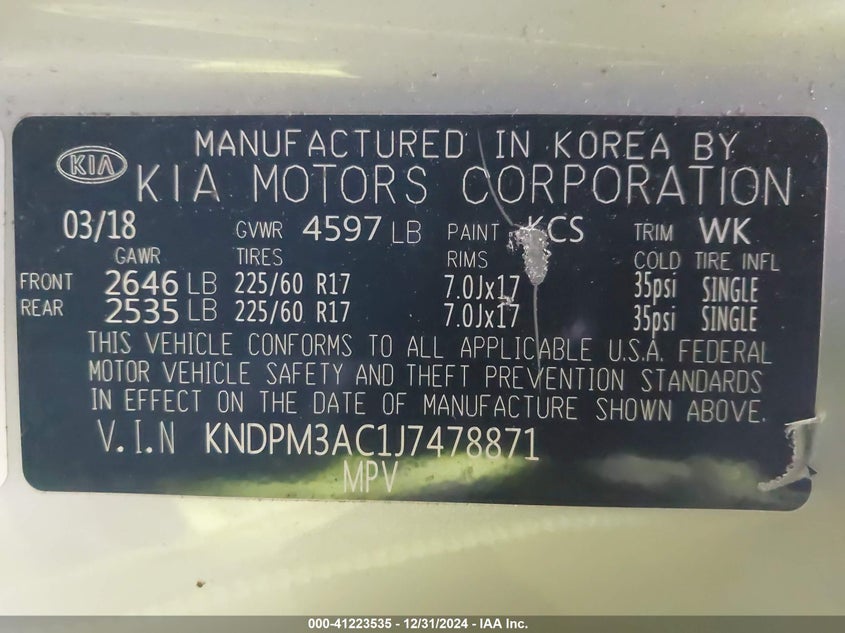 MANUFACTURED IN KOREA BY
KIA KIA MOTORS CORPORATION
03/18 GVWR 4597 LB PAINT KCS TRIM WK
GAWR TIRES RIMS COLD TIRE INFL
FRONT 2646 LB 225/60 R17 7.0Jx17 35psi SINGLE
REAR 2535 LB 225/60 R17 7.0Jx17 35psi SINGLE
THIS VEHICLE CONFORMS TO ALL APPLICABLE U.S.A. FEDERAL
MOTOR VEHICLE SAFETY AND THEFT PREVENTION STANDARDS
IN EFFECT ON THE DATE OF MANUFACTURE SHOWN ABOVE.
V.I.N KNDPM3AC1J7478871
MPV
000-41223535 - 12/31/2024 - IAA Inc.